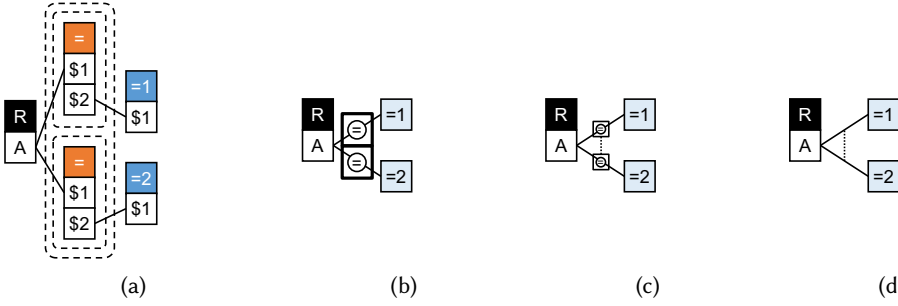 =
$1
$2
=1
$1
R
A
=
$1
$2
=2
$1
(a)
R
A
=
=
=1
=2
(b)
R
A
=
=
=1
=2
(c)
R
A
=1
=2
(d